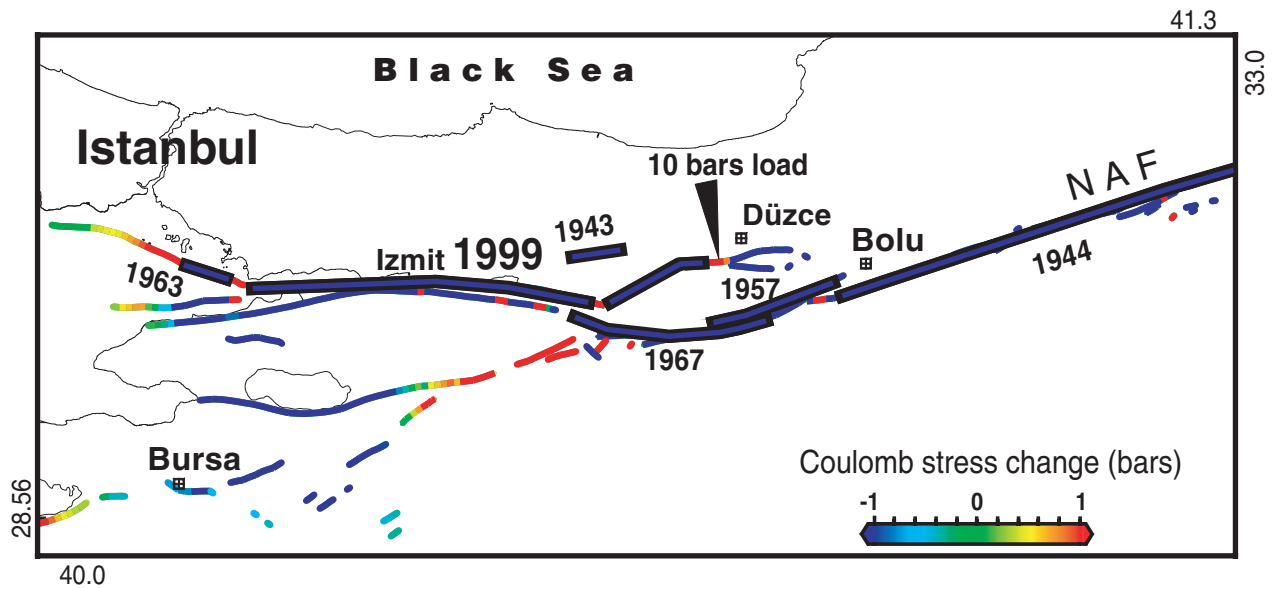 41.3
33.0
Black Sea
Istanbul
10 bars load
NAF
Düzce
1943
Bolu
Izmit 1999
1963
1957
1944
1967
Bursa
Coulomb stress change (bars)
-1 0 1
28.56
40.0